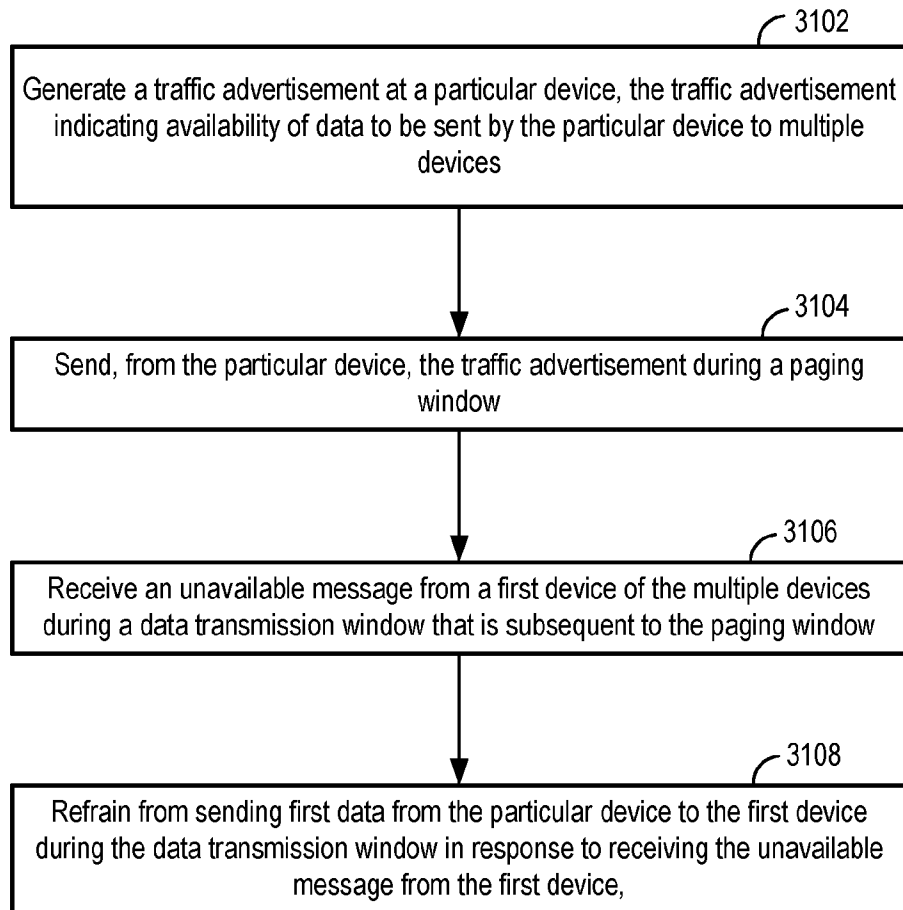 3102
Generate a traffic advertisement at a particular device, the traffic advertisement
indicating availability of data to be sent by the particular device to multiple
devices
3104
Send, from the particular device, the traffic advertisement during a paging
window
3106
Receive an unavailable message from a first device of the multiple devices
during a data transmission window that is subsequent to the paging window
3108
Refrain from sending first data from the particular device to the first device
during the data transmission window in response to receiving the unavailable
message from the first device,